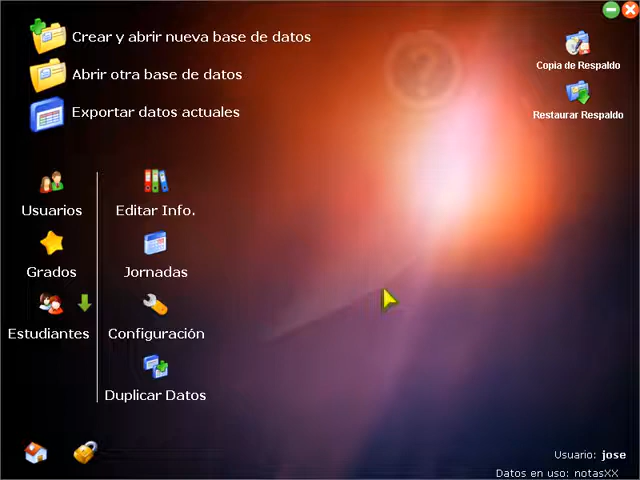 Crear y abrir nueva base de datos
Abrir otra base de datos
Exportar datos actuales
Copia de Respaldo
Restaurar Respaldo
Usuarios
Editar Info.
Grados
Jornadas
Estudiantes
Configuración
Duplicar Datos
Usuario: jose
Datos en uso: notasXX